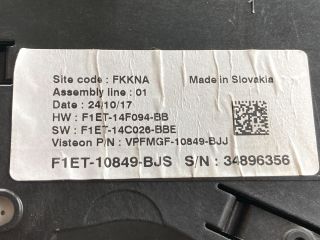 Site code : FKKNA Made in Slovakia
Assembly line : 01
Date : 24/10/17
HW : F1ET-14F094-BB
SW : F1ET-14C026-BBE
Visteon P/N : VPFMGF-10849-BJJ
F1ET-10849-BJS S/N : 34896356